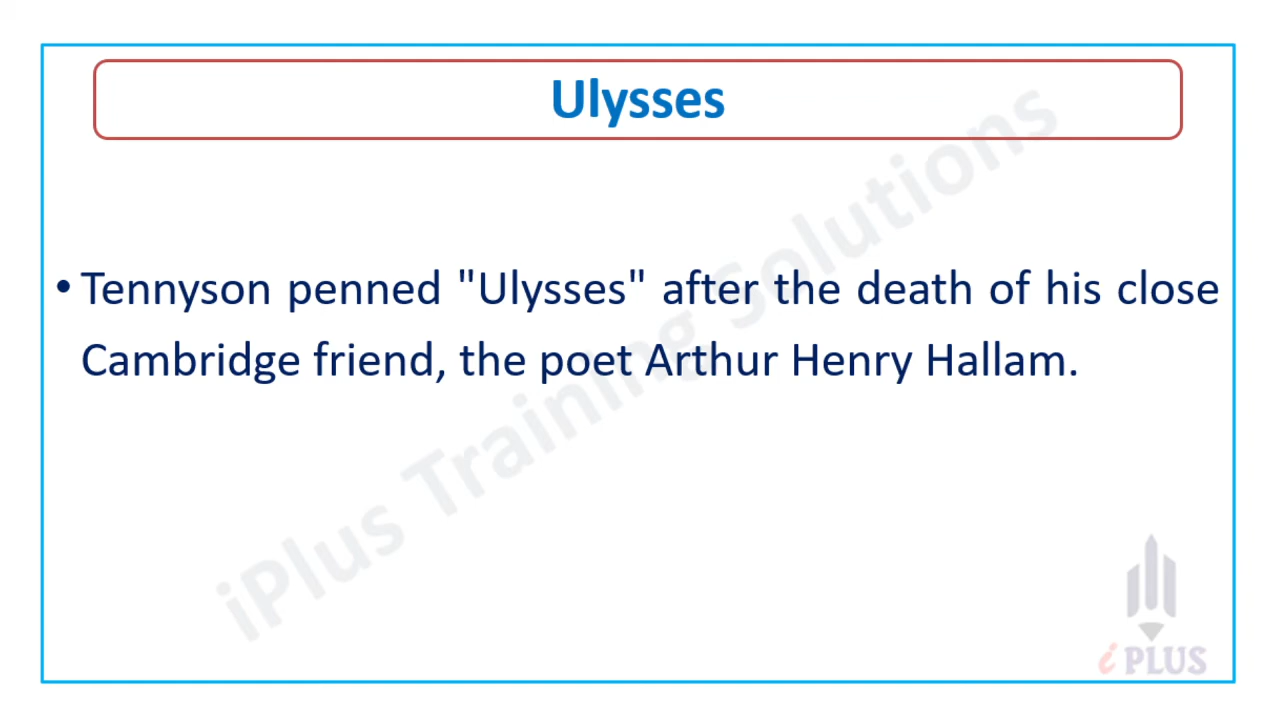 Ulysses
• Tennyson penned "Ulysses" after the death of his close
Cambridge friend, the poet Arthur Henry Hallam.
iPlus Training Solutions
i PLUS